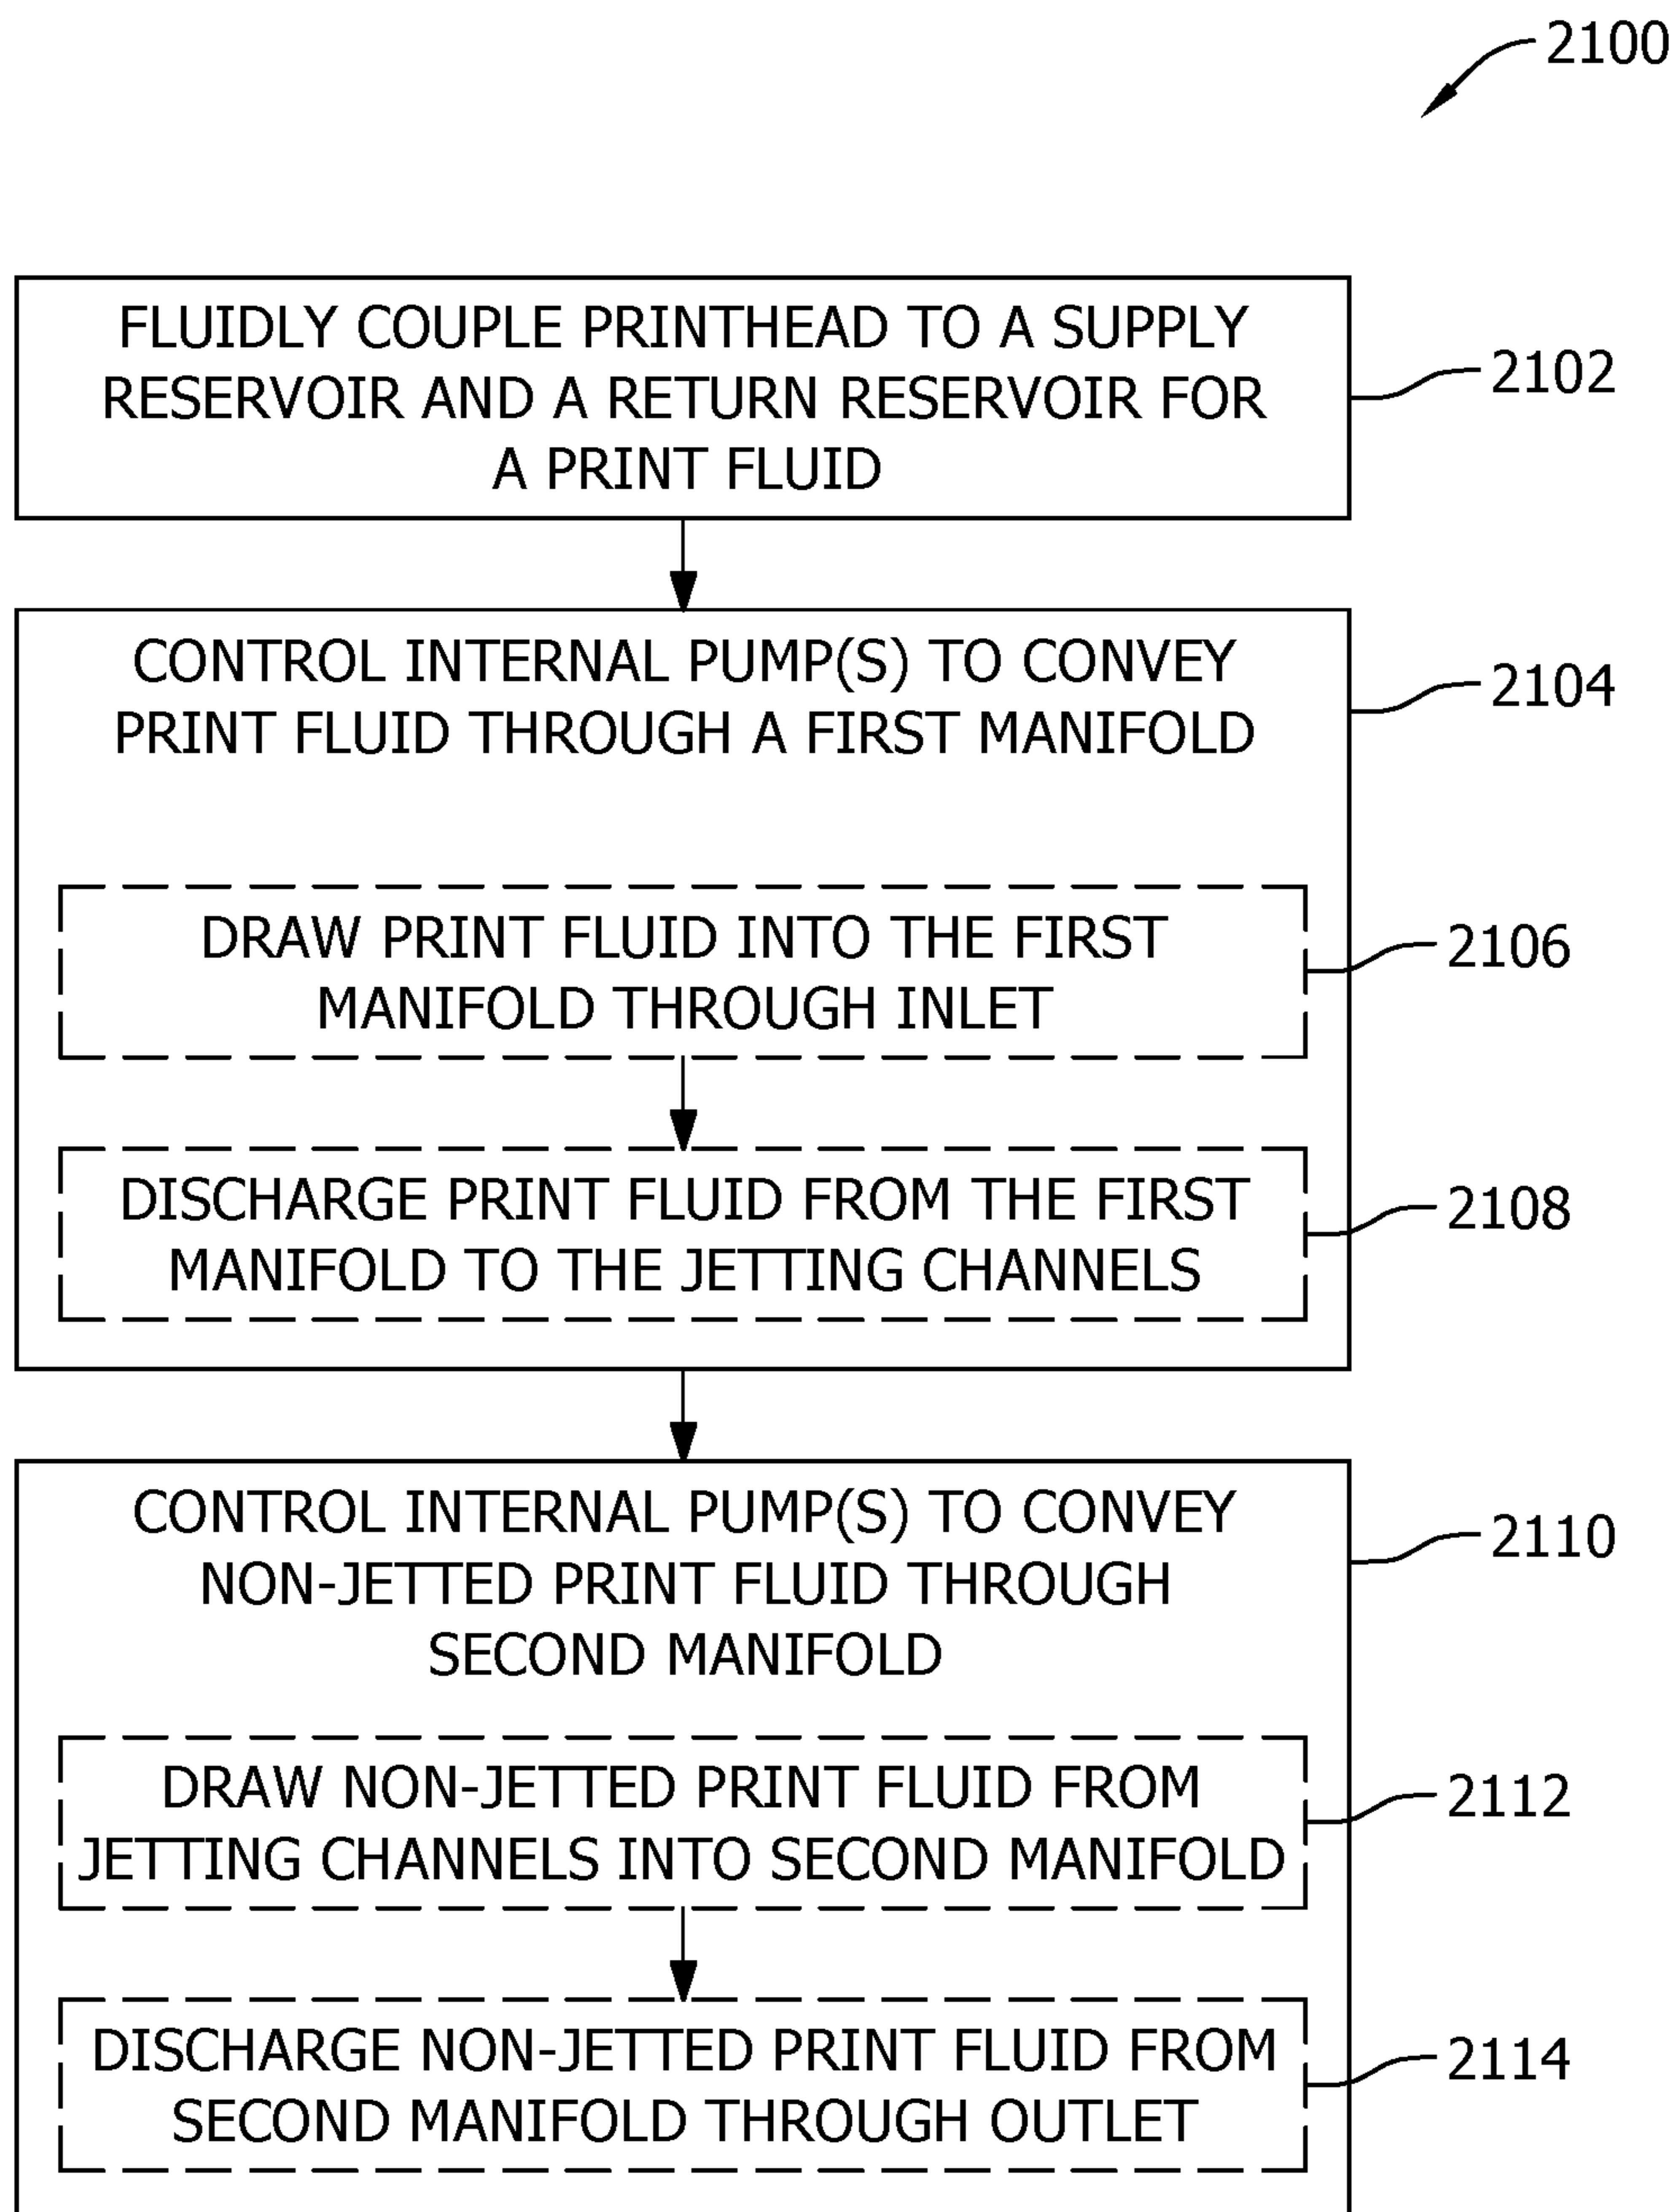 2100
FLUIDLY COUPLE PRINTHEAD TO A SUPPLY
RESERVOIR AND A RETURN RESERVOIR FOR
A PRINT FLUID
2102
CONTROL INTERNAL PUMP(S) TO CONVEY
PRINT FLUID THROUGH A FIRST MANIFOLD
2104
DRAW PRINT FLUID INTO THE FIRST
MANIFOLD THROUGH INLET
2106
DISCHARGE PRINT FLUID FROM THE FIRST
MANIFOLD TO THE JETTING CHANNELS
2108
CONTROL INTERNAL PUMP(S) TO CONVEY
NON-JETTED PRINT FLUID THROUGH
SECOND MANIFOLD
2110
DRAW NON-JETTED PRINT FLUID FROM
JETTING CHANNELS INTO SECOND MANIFOLD
2112
DISCHARGE NON-JETTED PRINT FLUID FROM
SECOND MANIFOLD THROUGH OUTLET
2114